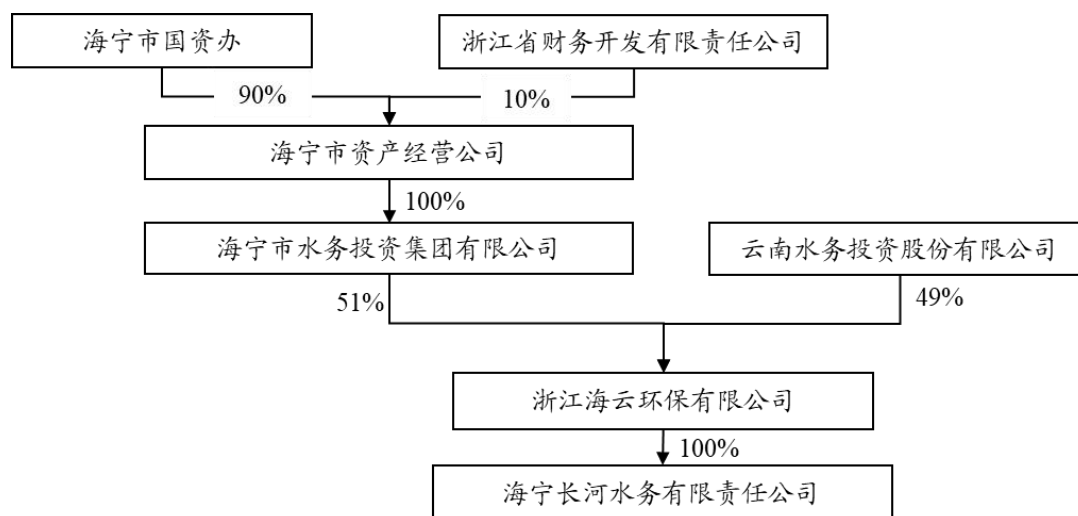 海宁市国资办
浙江省财务开发有限责任公司
90%
10%
海宁市资产经营公司
100%
海宁市水务投资集团有限公司
云南水务投资股份有限公司
51%
49%
浙江海云环保有限公司
100%
海宁长河水务有限责任公司